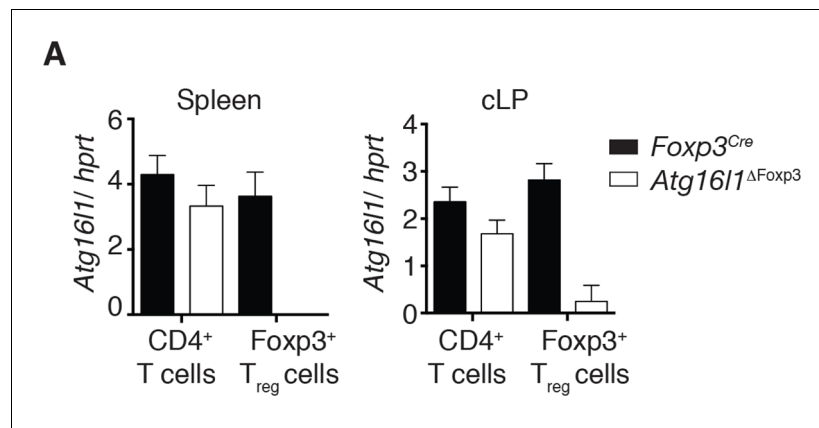 A
Spleen
cLP
Atg16l1/ hprt
6
4
2
0
CD4⁺
T cells
Foxp3⁺
Treg cells
Atg16l1/ hprt
4
3
2
1
0
CD4⁺
T cells
Foxp3⁺
Treg cells
Foxp3Cre
Atg16l1ΔFoxp3